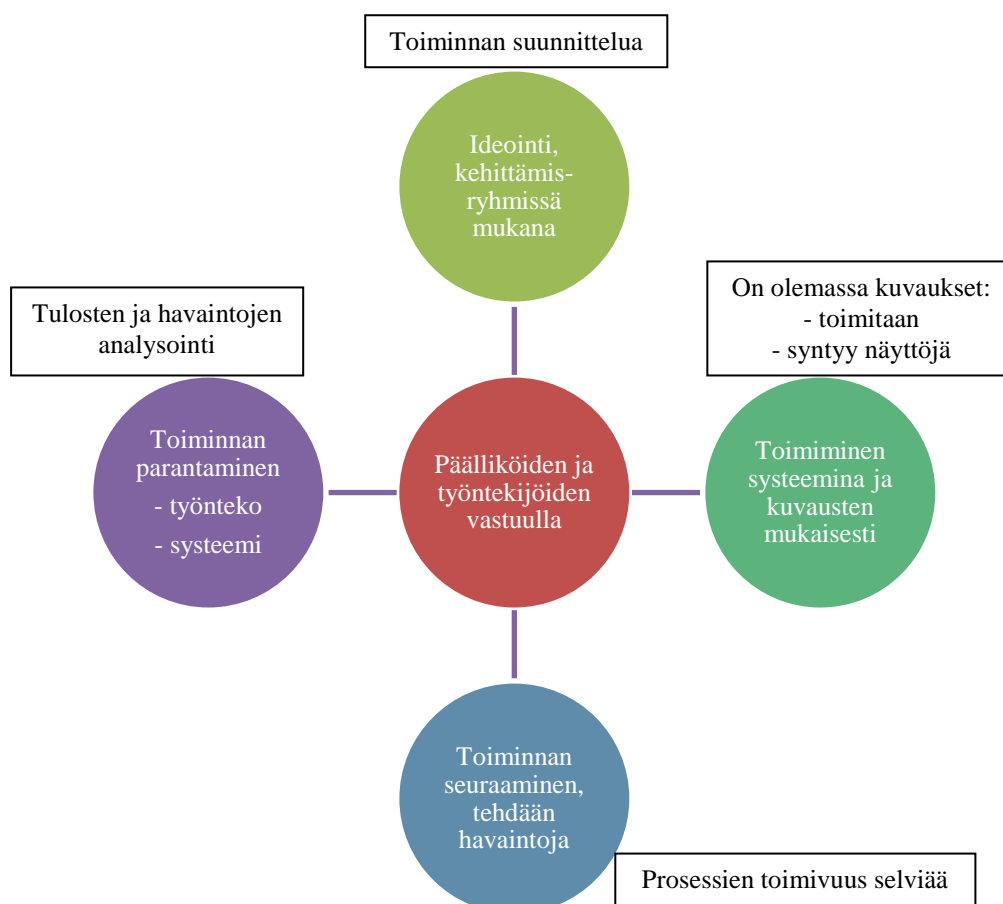 Toiminnan suunnittelua
Ideointi,
kehittämis-
ryhmissä
mukana
Tulosten ja havaintojen
analysointi
On olemassa kuvaukset:
- toimitaan
- syntyy näyttöjä
Toiminnan
parantaminen
- työnteko
- systeemi
Päälliköiden ja
työntekijöiden
vastuulla
Toimiminen
systeemina ja
kuvausten
mukaisesti
Toiminnan
seuraaminen,
tehdään
havaintoja
Prosessien toimivuus selviää